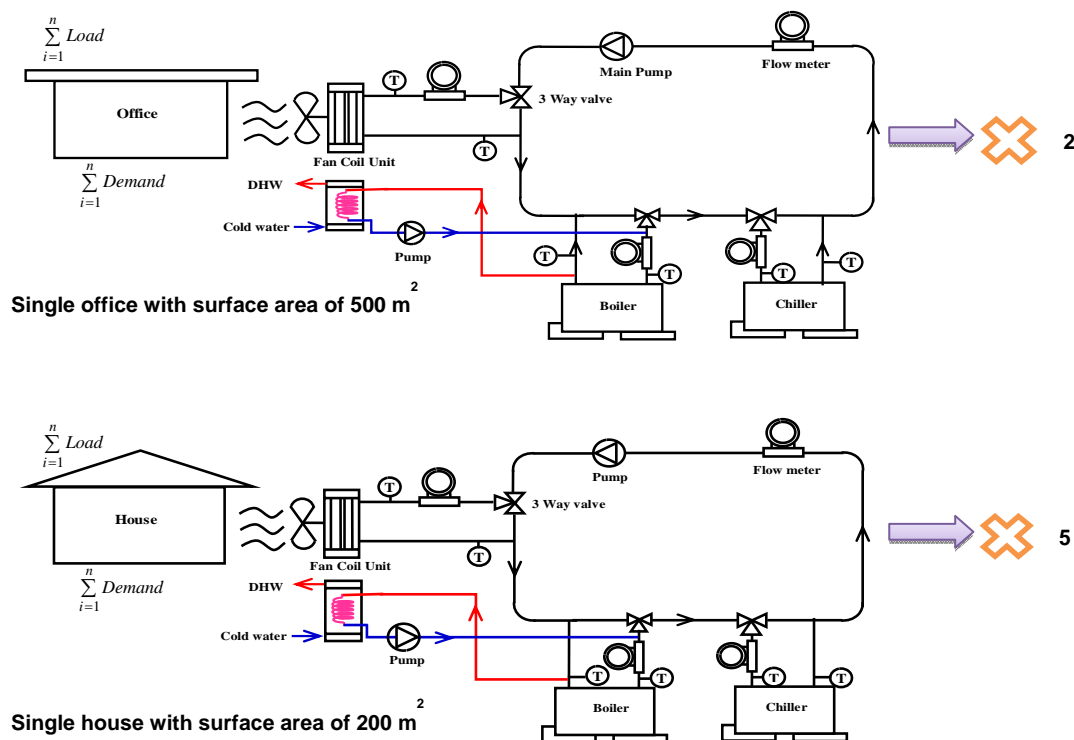 n
∑ Load
i=1
Office
n
∑ Demand
i=1
T
T
Fan Coil Unit
3 Way valve
Main Pump
Flow meter
2
DHW
Cold water
Pump
T
T
T
T
Boiler
Chiller
Single office with surface area of 500 m²
n
∑ Load
i=1
House
n
∑ Demand
i=1
T
T
Fan Coil Unit
3 Way valve
Pump
Flow meter
5
DHW
Cold water
Pump
T
T
T
T
Boiler
Chiller
Single house with surface area of 200 m²